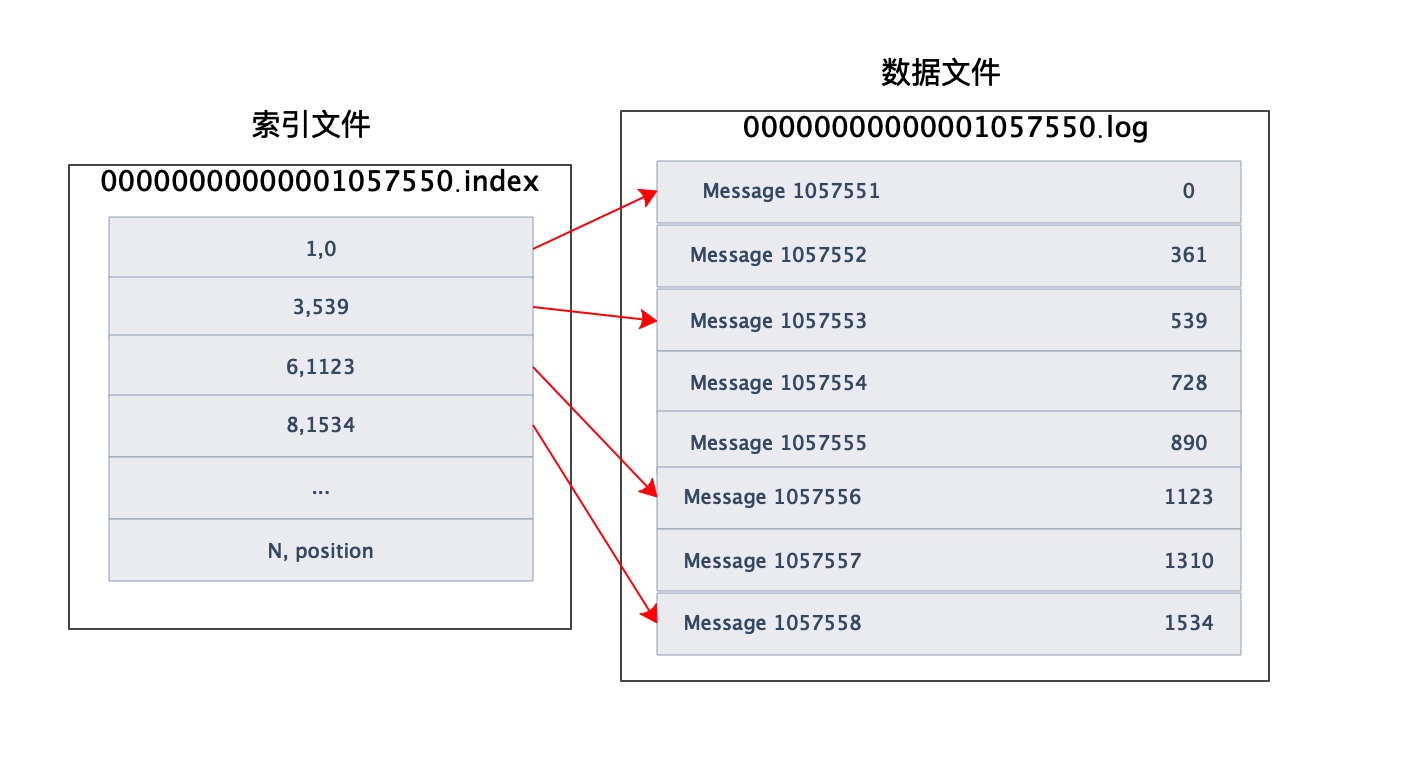 索引文件
00000000000001057550.index
1,0
3,539
6,1123
8,1534
...
N, position
数据文件
00000000000001057550.log
Message 1057551 0
Message 1057552 361
Message 1057553 539
Message 1057554 728
Message 1057555 890
Message 1057556 1123
Message 1057557 1310
Message 1057558 1534